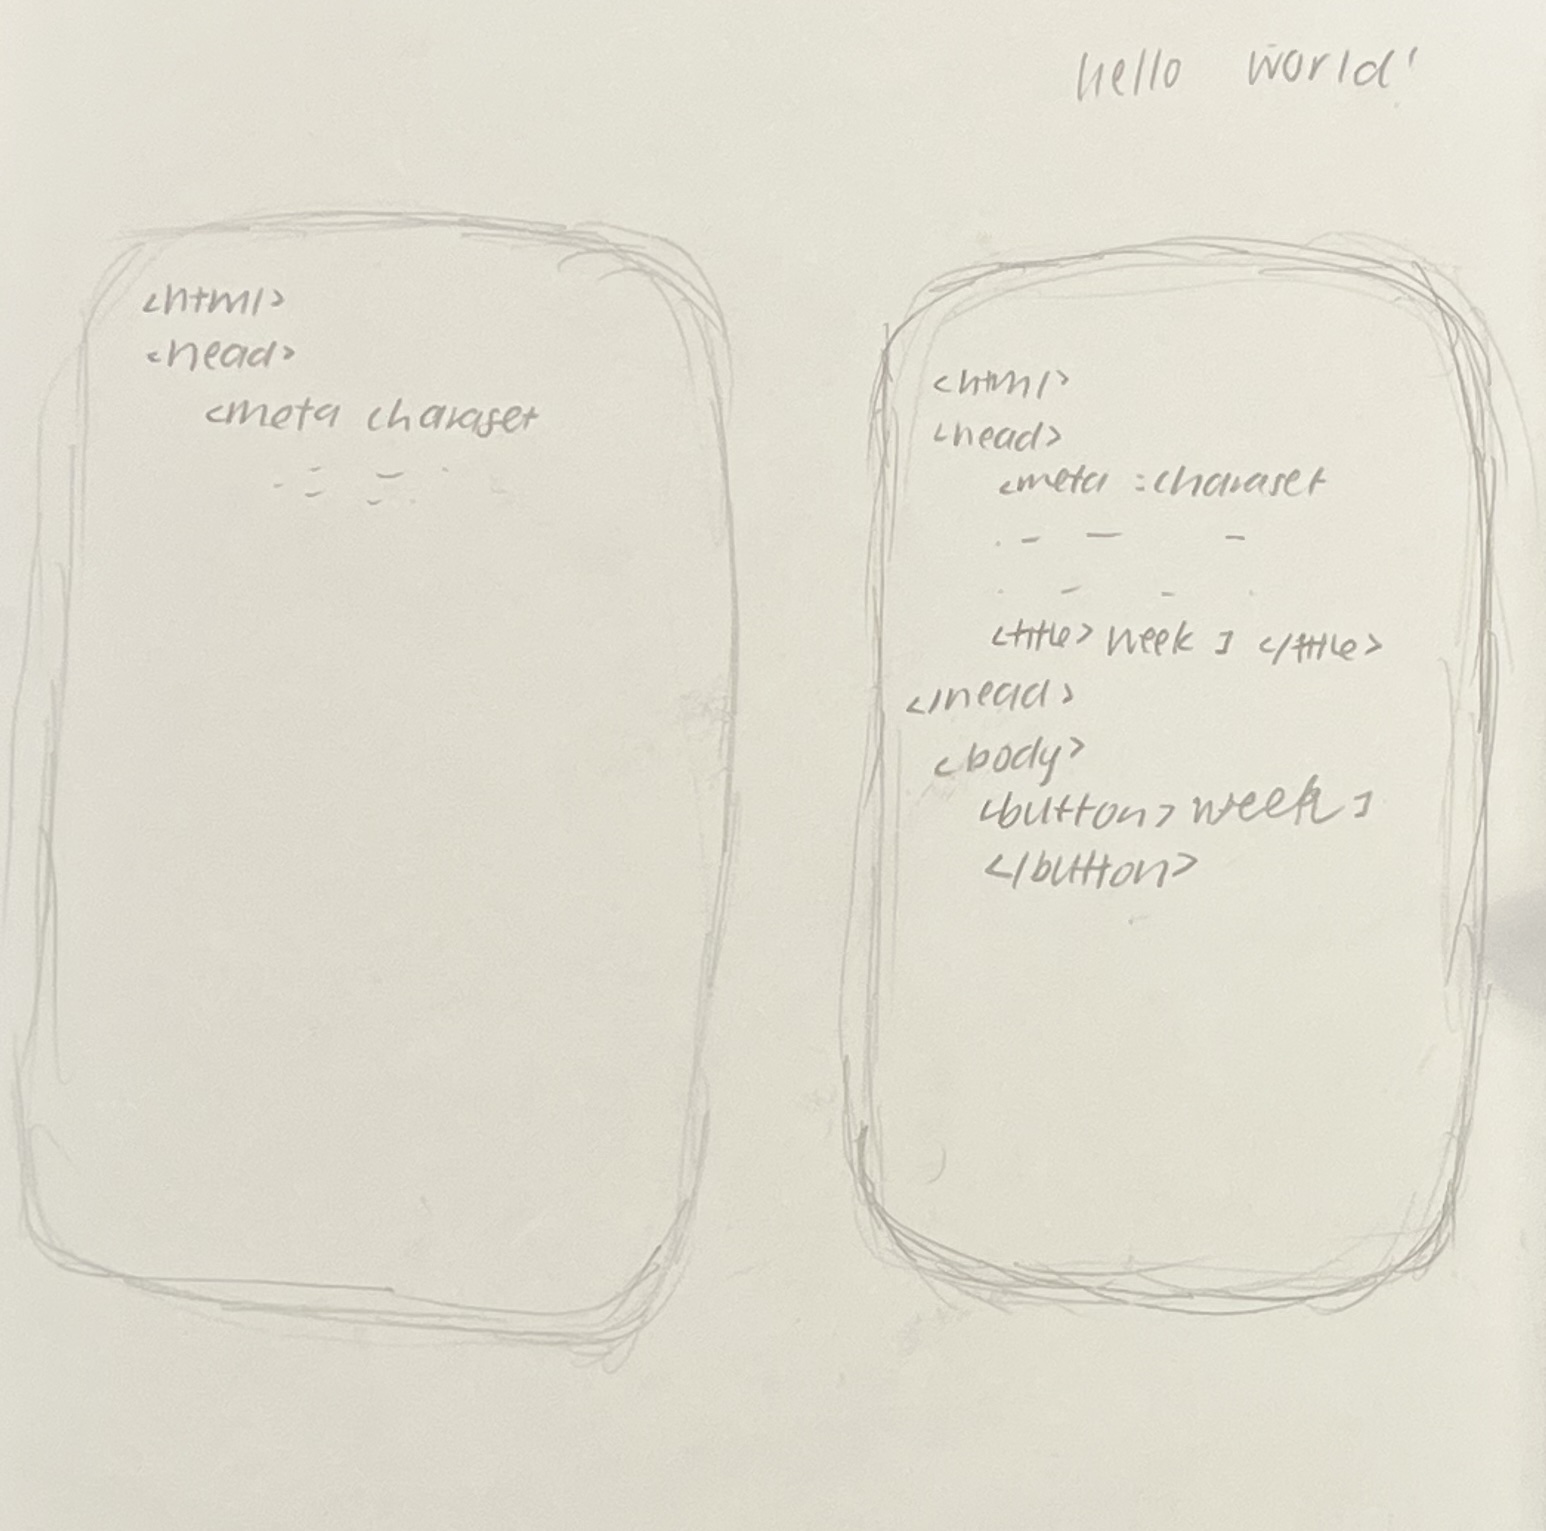 hello world!
<html>
<head>
<meta charaset
<html>
<head>
<meta :charaset
<title> week 1 </title>
</head>
<body>
<button> week 1
</button>